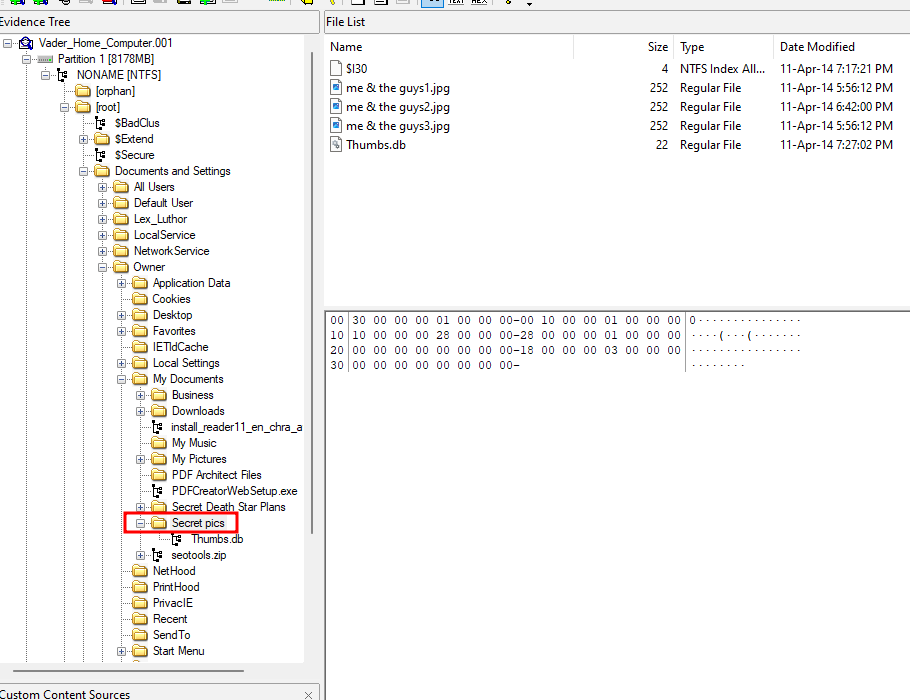 Evidence Tree
Vader_Home_Computer.001
Partition 1 [8178MB]
NONAME [NTFS]
[orphan]
[root]
$BadClus
$Extend
$Secure
Documents and Settings
All Users
Default User
Lex_Luthor
LocalService
NetworkService
Owner
Application Data
Cookies
Desktop
Favorites
IETldCache
Local Settings
My Documents
Business
Downloads
install_reader11_en_chra_a
My Music
My Pictures
PDF Architect Files
PDFCreatorWebSetup.exe
Secret Death Star Plans
Secret pics
Thumbs.db
seotools.zip
NetHood
PrintHood
PrivacIE
Recent
SendTo
Start Menu
Custom Content Sources
File List
Name Size Type Date Modified
$I30 4 NTFS Index All... 11-Apr-14 7:17:21 PM
me & the guys1.jpg 252 Regular File 11-Apr-14 5:56:12 PM
me & the guys2.jpg 252 Regular File 11-Apr-14 6:42:00 PM
me & the guys3.jpg 252 Regular File 11-Apr-14 5:56:12 PM
Thumbs.db 22 Regular File 11-Apr-14 7:27:02 PM
00 30 00 00 00 01 00 00 00-00 10 00 00 01 00 00 00 0···············
10 10 00 00 00 28 00 00 00-28 00 00 00 01 00 00 00 ····(···(·······
20 00 00 00 00 00 00 00 00-18 00 00 00 03 00 00 00 ················
30 00 00 00 00 00 00 00 00- ········